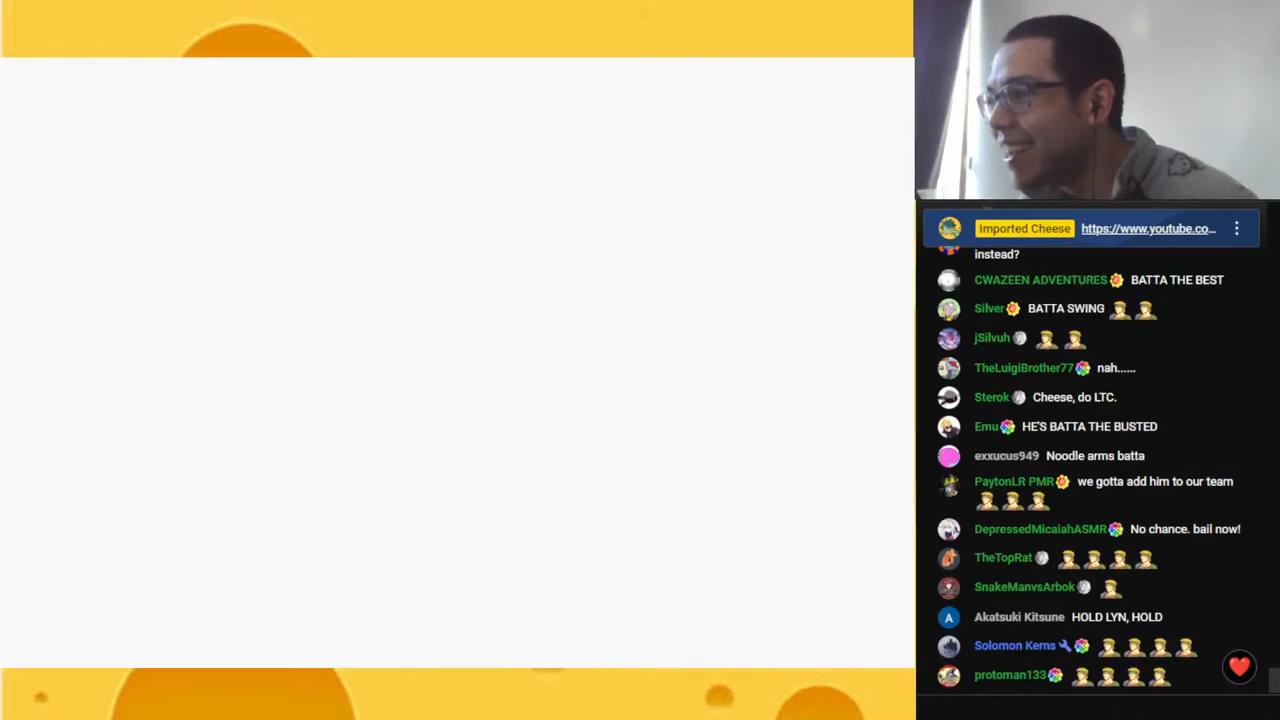 Imported Cheese https://www.youtube.co...
instead?
CWAZEEN ADVENTURES BATTA THE BEST
Silver BATTA SWING
jSilvuh
TheLuigiBrother77 nah......
Sterok Cheese, do LTC.
Emu HE'S BATTA THE BUSTED
exxucus949 Noodle arms batta
PaytonLR PMR we gotta add him to our team
DepressedMicaiahASMR No chance. bail now!
TheTopRat
SnakeManvsArbok
A Akatsuki Kitsune HOLD LYN, HOLD
Solomon Kerns
protoman133